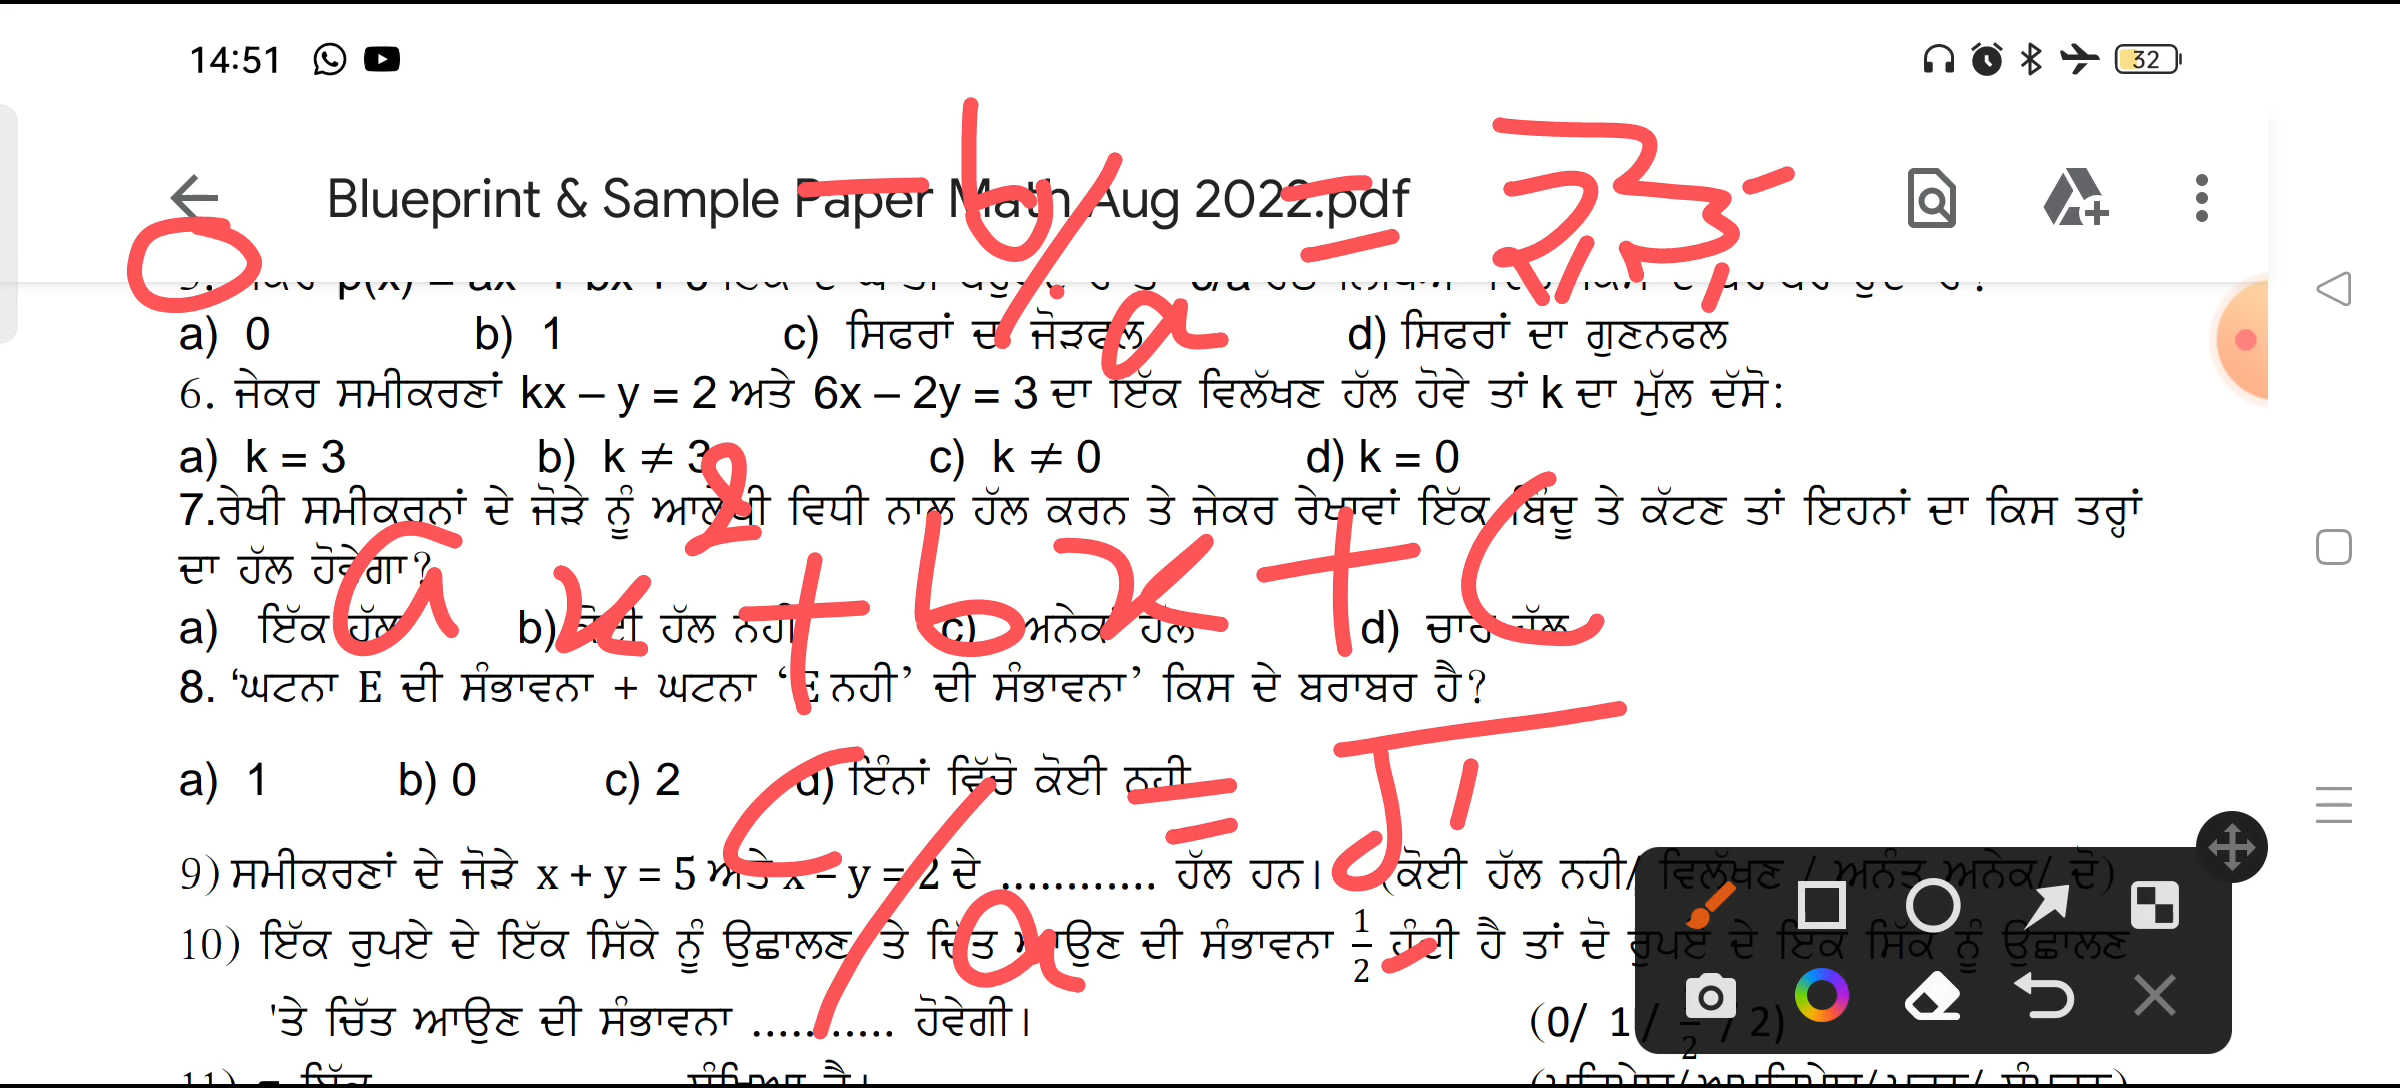 14:51 32
Blueprint & Sample Paper Math Aug 2022.pdf
-b/a =
a) 0 b) 1 c) ਸਿਫਰਾਂ ਦਾ ਜੋੜਫਲ d) ਸਿਫਰਾਂ ਦਾ ਗੁਣਨਫਲ
6. ਜੇਕਰ ਸਮੀਕਰਣਾਂ kx – y = 2 ਅਤੇ 6x – 2y = 3 ਦਾ ਇੱਕ ਵਿਲੱਖਣ ਹੱਲ ਹੋਵੇ ਤਾਂ k ਦਾ ਮੁੱਲ ਦੱਸੋ:
a) k = 3 b) k ≠ 3 c) k ≠ 0 d) k = 0
7.ਰੇਖੀ ਸਮੀਕਰਨਾਂ ਦੇ ਜੋੜੇ ਨੂੰ ਆਲੇਖੀ ਵਿਧੀ ਨਾਲ ਹੱਲ ਕਰਨ ਤੇ ਜੇਕਰ ਰੇਖਾਵਾਂ ਇੱਕ ਬਿੰਦੂ ਤੇ ਕੱਟਣ ਤਾਂ ਇਹਨਾਂ ਦਾ ਕਿਸ ਤਰ੍ਹਾਂ
ਦਾ ਹੱਲ ਹੋਵੇਗਾ?
ax² + bx + c
a) ਇੱਕ ਹੱਲ b) ਕੋਈ ਹੱਲ ਨਹੀਂ c) ਅਨੇਕਾਂ ਹੱਲ d) ਚਾਰ ਹੱਲ
8. ‘ਘਟਨਾ E ਦੀ ਸੰਭਾਵਨਾ + ਘਟਨਾ ‘E ਨਹੀ’ ਦੀ ਸੰਭਾਵਨਾ’ ਕਿਸ ਦੇ ਬਰਾਬਰ ਹੈ?
a) 1 b) 0 c) 2 d) ਇੰਨਾਂ ਵਿੱਚੋਂ ਕੋਈ ਨਹੀ
c/a =
9) ਸਮੀਕਰਣਾਂ ਦੇ ਜੋੜੇ x + y = 5 ਅਤੇ x – y = 2 ਦੇ ............ ਹੱਲ ਹਨ। (ਕੋਈ ਹੱਲ ਨਹੀ/ ਵਿਲੱਖਣ / ਅਨੰਤ ਅਨੇਕ/ ਦੋ)
10) ਇੱਕ ਰੁਪਏ ਦੇ ਇੱਕ ਸਿੱਕੇ ਨੂੰ ਉਛਾਲਣ ਤੇ ਚਿੱਤ ਆਉਣ ਦੀ ਸੰਭਾਵਨਾ 1/2 ਹੁੰਦੀ ਹੈ ਤਾਂ ਦੋ ਰੁਪਏ ਦੇ ਇਕ ਸਿੱਕੇ ਨੂੰ ਉਛਾਲਣ
'ਤੇ ਚਿੱਤ ਆਉਣ ਦੀ ਸੰਭਾਵਨਾ ........... ਹੋਵੇਗੀ। (0/ 1/ /2)